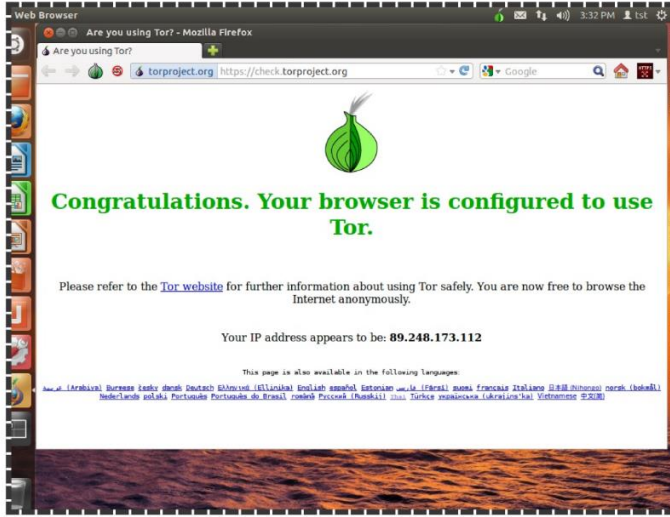 Web Browser
3:32 PM tst
Are you using Tor? - Mozilla Firefox
Are you using Tor?
torproject.org https://check.torproject.org
Google
HTTPS
Congratulations. Your browser is configured to use
Tor.
Please refer to the Tor website for further information about using Tor safely. You are now free to browse the
Internet anonymously.
Your IP address appears to be: 89.248.173.112
This page is also available in the following languages:
(Arabiya) Burmese česky dansk Deutsch Ελληνικά (Ellinika) English español Estonian فارسی (Fārsī) suomi français Italiano 日本語 (Nihongo) norsk (bokmål)
Nederlands polski Português Português do Brasil română Русский (Russkij) Thai Türkçe українська (ukrajins'ka) Vietnamese 中文(简)